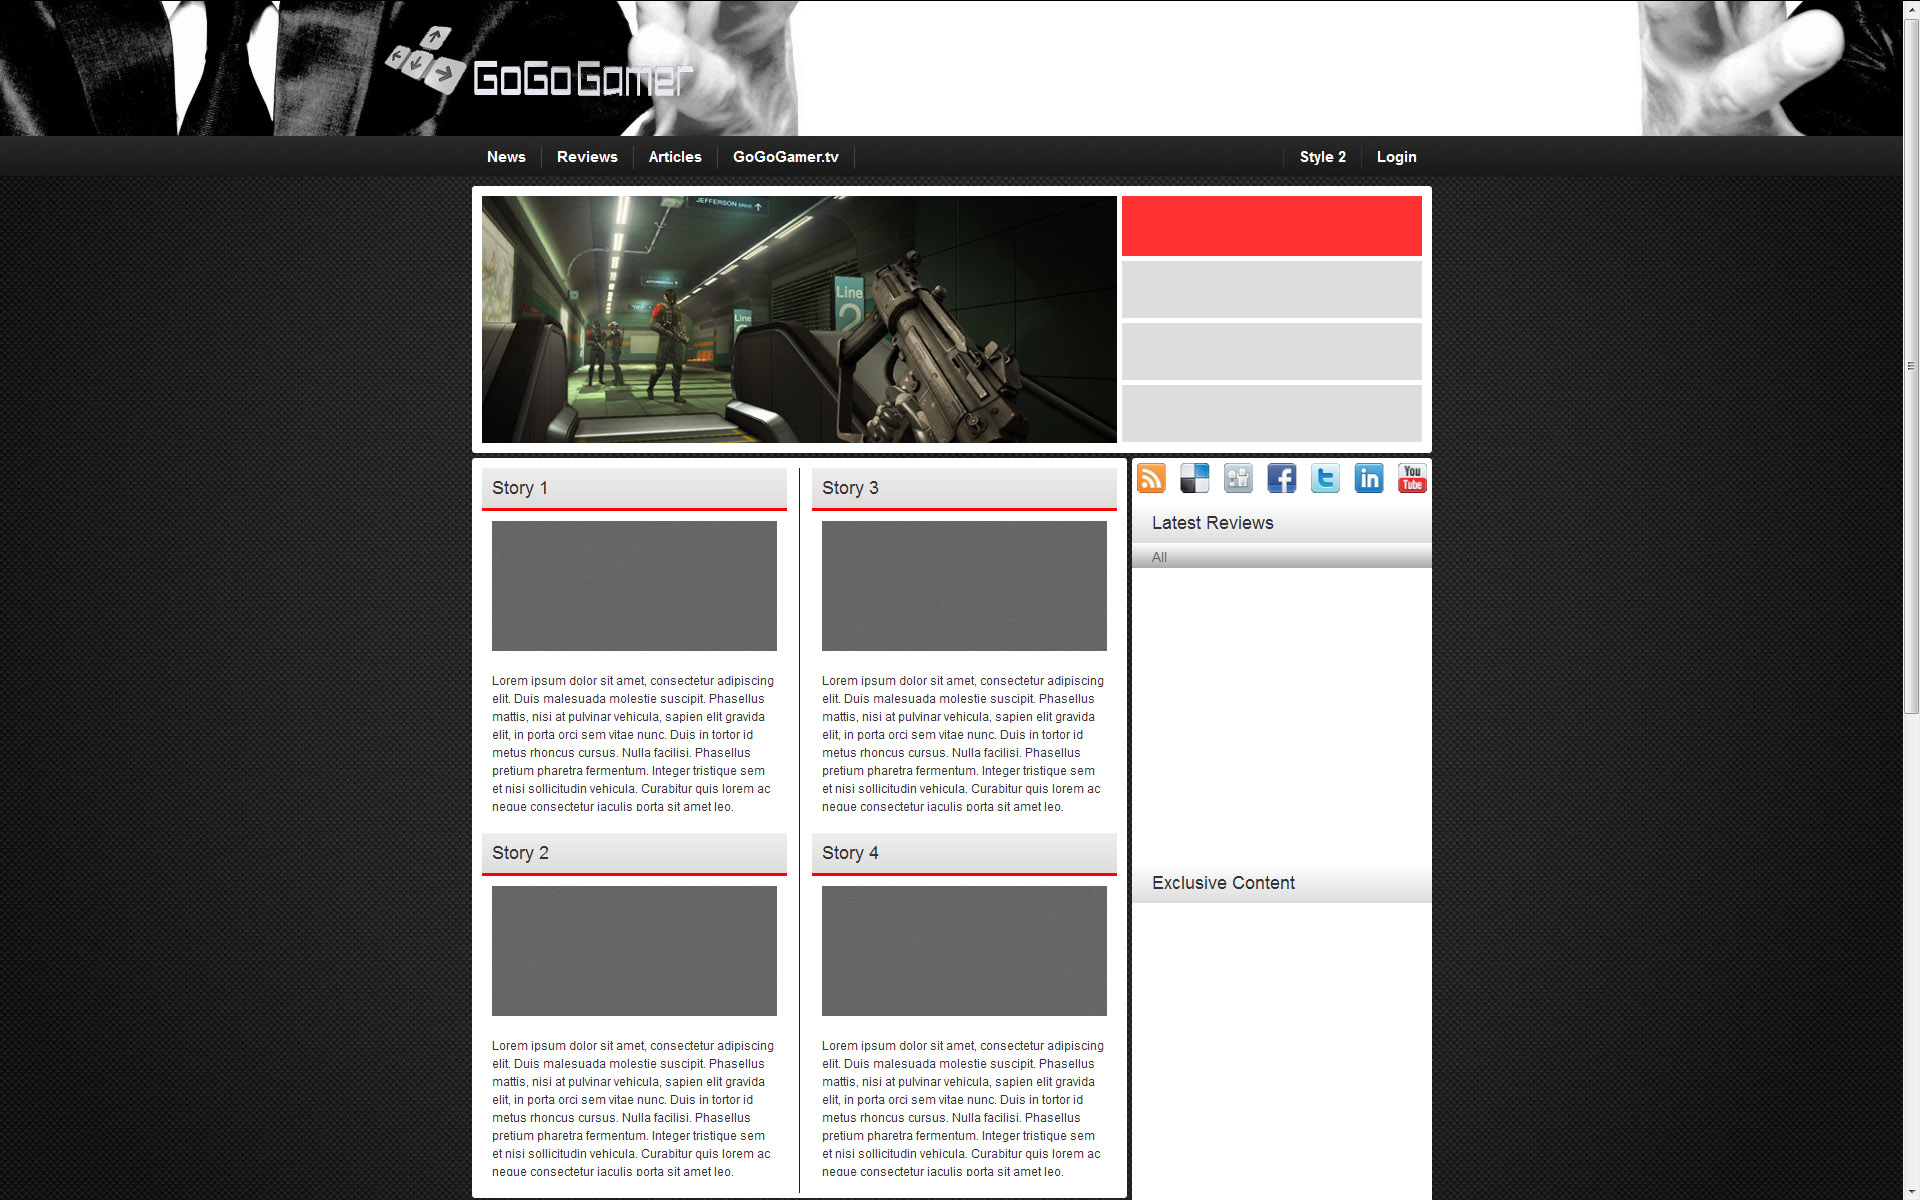 GoGoGamer
News
Reviews
Articles
GoGoGamer.tv
Style 2
Login
JEFFERSON DRIVE
Line
2
Line
Story 1
Lorem ipsum dolor sit amet, consectetur adipiscing
elit. Duis malesuada molestie suscipit. Phasellus
mattis, nisi at pulvinar vehicula, sapien elit gravida
elit, in porta orci sem vitae nunc. Duis in tortor id
metus rhoncus cursus. Nulla facilisi. Phasellus
pretium pharetra fermentum. Integer tristique sem
et nisi sollicitudin vehicula. Curabitur quis lorem ac
neque consectetur iaculis porta sit amet leo.
Story 2
Lorem ipsum dolor sit amet, consectetur adipiscing
elit. Duis malesuada molestie suscipit. Phasellus
mattis, nisi at pulvinar vehicula, sapien elit gravida
elit, in porta orci sem vitae nunc. Duis in tortor id
metus rhoncus cursus. Nulla facilisi. Phasellus
pretium pharetra fermentum. Integer tristique sem
et nisi sollicitudin vehicula. Curabitur quis lorem ac
neque consectetur iaculis porta sit amet leo.
Story 3
Lorem ipsum dolor sit amet, consectetur adipiscing
elit. Duis malesuada molestie suscipit. Phasellus
mattis, nisi at pulvinar vehicula, sapien elit gravida
elit, in porta orci sem vitae nunc. Duis in tortor id
metus rhoncus cursus. Nulla facilisi. Phasellus
pretium pharetra fermentum. Integer tristique sem
et nisi sollicitudin vehicula. Curabitur quis lorem ac
neque consectetur iaculis porta sit amet leo.
Story 4
Lorem ipsum dolor sit amet, consectetur adipiscing
elit. Duis malesuada molestie suscipit. Phasellus
mattis, nisi at pulvinar vehicula, sapien elit gravida
elit, in porta orci sem vitae nunc. Duis in tortor id
metus rhoncus cursus. Nulla facilisi. Phasellus
pretium pharetra fermentum. Integer tristique sem
et nisi sollicitudin vehicula. Curabitur quis lorem ac
neque consectetur iaculis porta sit amet leo.
f
t
in
You
Tube
Latest Reviews
All
Exclusive Content